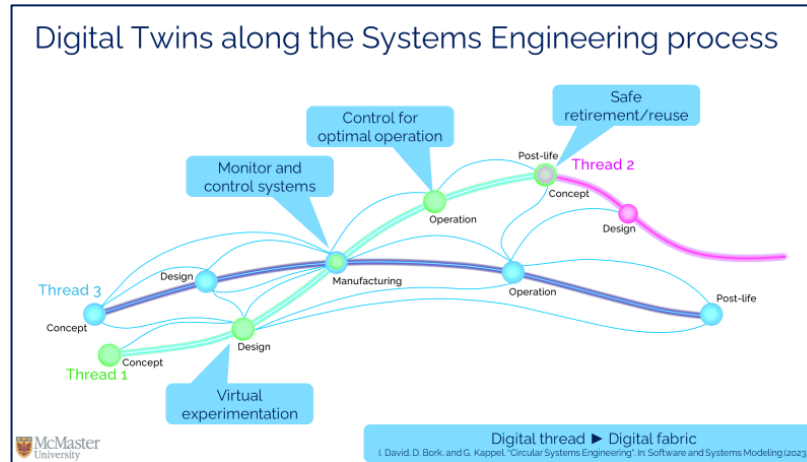 Digital Twins along the Systems Engineering process
Safe
retirement/reuse
Control for
optimal operation
Monitor and
control systems
Post-life
Thread 2
Concept
Operation
Design
Design
Manufacturing
Thread 3
Operation
Concept
Post-life
Design
Concept
Thread 1
Virtual
experimentation
Digital thread ► Digital fabric
I. David, D. Bork, and G. Kappel. "Circular Systems Engineering". In: Software and Systems Modeling (2023
McMaster
University